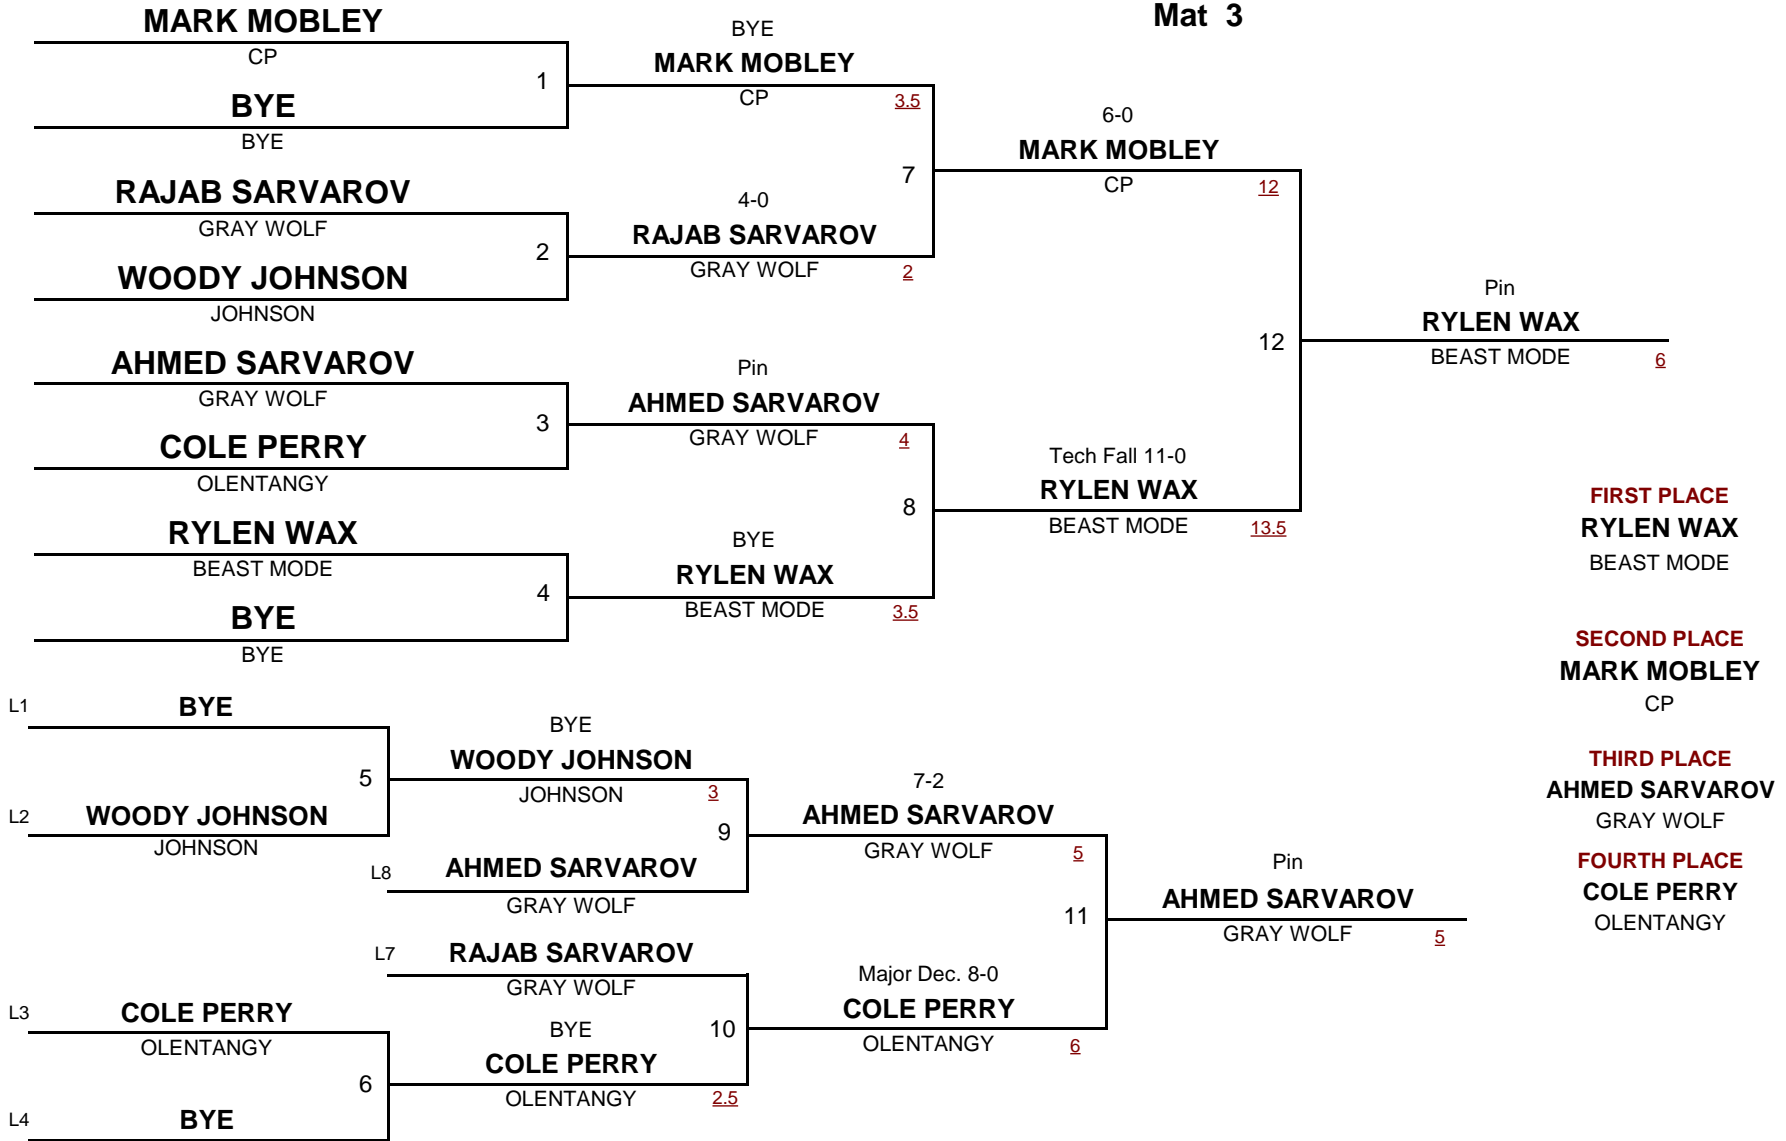 Mat 3
MARK MOBLEY
CP
1
BYE
BYE
BYE
MARK MOBLEY
CP
3.5
RAJAB SARVAROV
GRAY WOLF
2
WOODY JOHNSON
JOHNSON
4-0
RAJAB SARVAROV
GRAY WOLF
2
7
6-0
MARK MOBLEY
CP
12
AHMED SARVAROV
GRAY WOLF
3
COLE PERRY
OLENTANGY
Pin
AHMED SARVAROV
GRAY WOLF
4
RYLEN WAX
BEAST MODE
4
BYE
BYE
BYE
RYLEN WAX
BEAST MODE
3.5
8
Tech Fall 11-0
RYLEN WAX
BEAST MODE
13.5
12
Pin
RYLEN WAX
BEAST MODE
6
FIRST PLACE
RYLEN WAX
BEAST MODE
SECOND PLACE
MARK MOBLEY
CP
THIRD PLACE
AHMED SARVAROV
GRAY WOLF
FOURTH PLACE
COLE PERRY
OLENTANGY
L1
BYE
5
L2
WOODY JOHNSON
JOHNSON
BYE
WOODY JOHNSON
JOHNSON
3
9
L8
AHMED SARVAROV
GRAY WOLF
7-2
AHMED SARVAROV
GRAY WOLF
5
L7
RAJAB SARVAROV
GRAY WOLF
L3
COLE PERRY
OLENTANGY
6
L4
BYE
BYE
COLE PERRY
OLENTANGY
2.5
10
Major Dec. 8-0
COLE PERRY
OLENTANGY
6
11
Pin
AHMED SARVAROV
GRAY WOLF
5